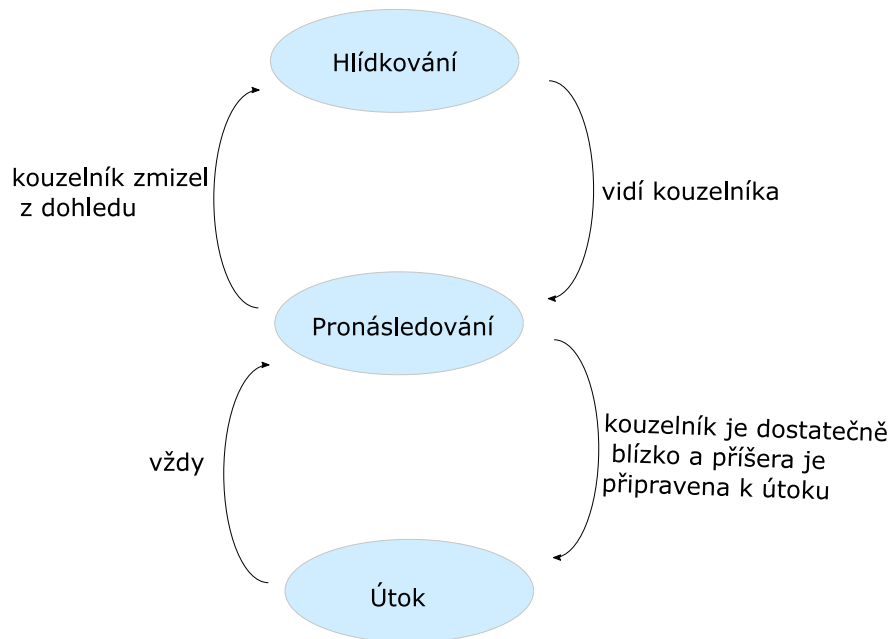 Hlídkování
kouzelník zmizel
z dohledu
vidí kouzelníka
Pronásledování
vždy
kouzelník je dostatečně
blízko a příšera je
připravena k útoku
Útok